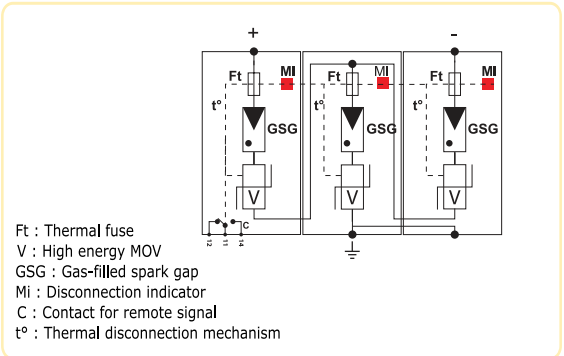 + -
Ft MI Ft MI Ft MI
t° t° t°
GSG GSG GSG
V V V
C
12 11 14
Ft : Thermal fuse
V : High energy MOV
GSG : Gas-filled spark gap
Mi : Disconnection indicator
C : Contact for remote signal
t° : Thermal disconnection mechanism